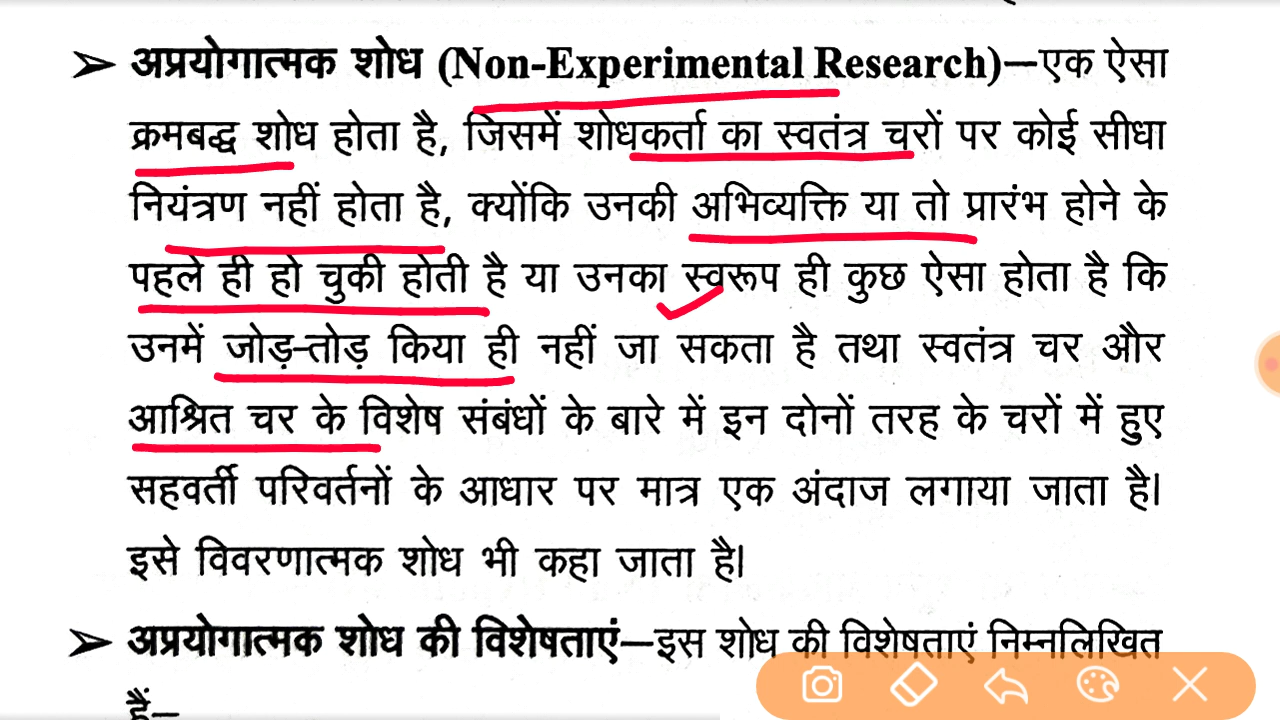 ➢ अप्रयोगात्मक शोध (Non-Experimental Research)—एक ऐसा
क्रमबद्ध शोध होता है, जिसमें शोधकर्ता का स्वतंत्र चरों पर कोई सीधा
नियंत्रण नहीं होता है, क्योंकि उनकी अभिव्यक्ति या तो प्रारंभ होने के
पहले ही हो चुकी होती है या उनका स्वरूप ही कुछ ऐसा होता है कि
उनमें जोड़-तोड़ किया ही नहीं जा सकता है तथा स्वतंत्र चर और
आश्रित चर के विशेष संबंधों के बारे में इन दोनों तरह के चरों में हुए
सहवर्ती परिवर्तनों के आधार पर मात्र एक अंदाज लगाया जाता है।
इसे विवरणात्मक शोध भी कहा जाता है।
➢ अप्रयोगात्मक शोध की विशेषताएं—इस शोध की विशेषताएं निम्नलिखित
हैं—